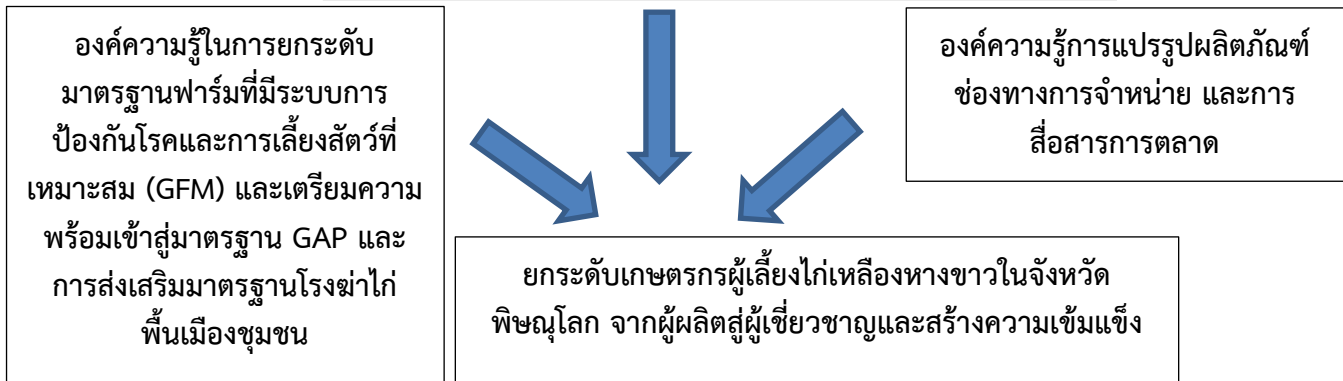 องค์ความรู้ในการยกระดับ
มาตรฐานฟาร์มที่มีระบบการ
ป้องกันโรคและการเลี้ยงสัตว์ที่
เหมาะสม (GFM) และเตรียมความ
พร้อมเข้าสู่มาตรฐาน GAP และ
การส่งเสริมมาตรฐานโรงฆ่าไก่
พื้นเมืองชุมชน
องค์ความรู้การแปรรูปผลิตภัณฑ์
ช่องทางการจำหน่าย และการ
สื่อสารการตลาด
ยกระดับเกษตรกรผู้เลี้ยงไก่เหลืองหางขาวในจังหวัด
พิษณุโลก จากผู้ผลิตสู่ผู้เชี่ยวชาญและสร้างความเข้มแข็ง